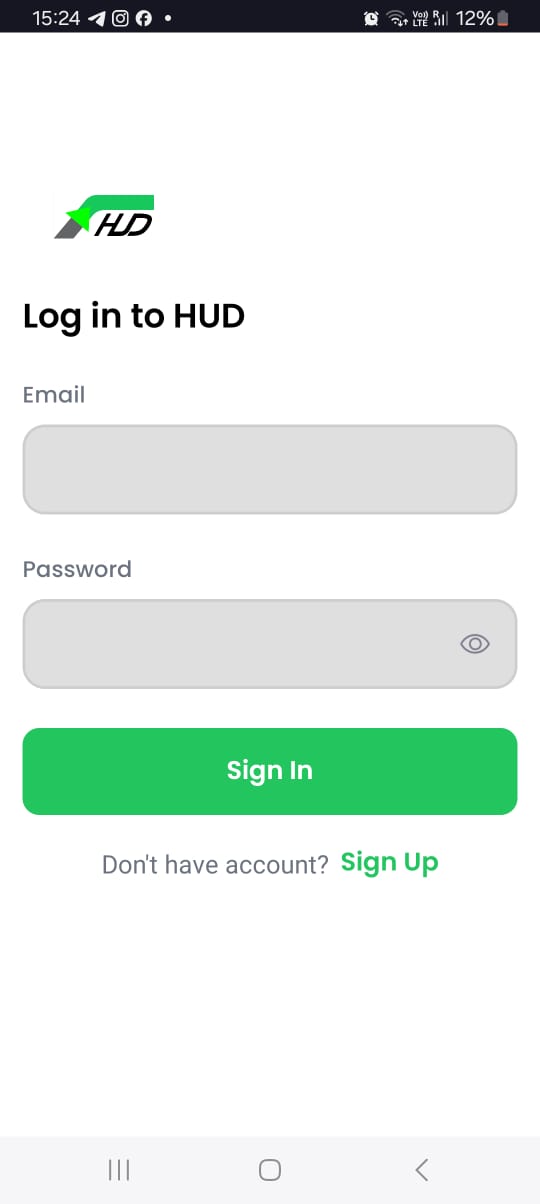 15:24 Vo)) R 12%
LTE
HUD
Log in to HUD
Email
Password
Sign In
Don't have account? Sign Up